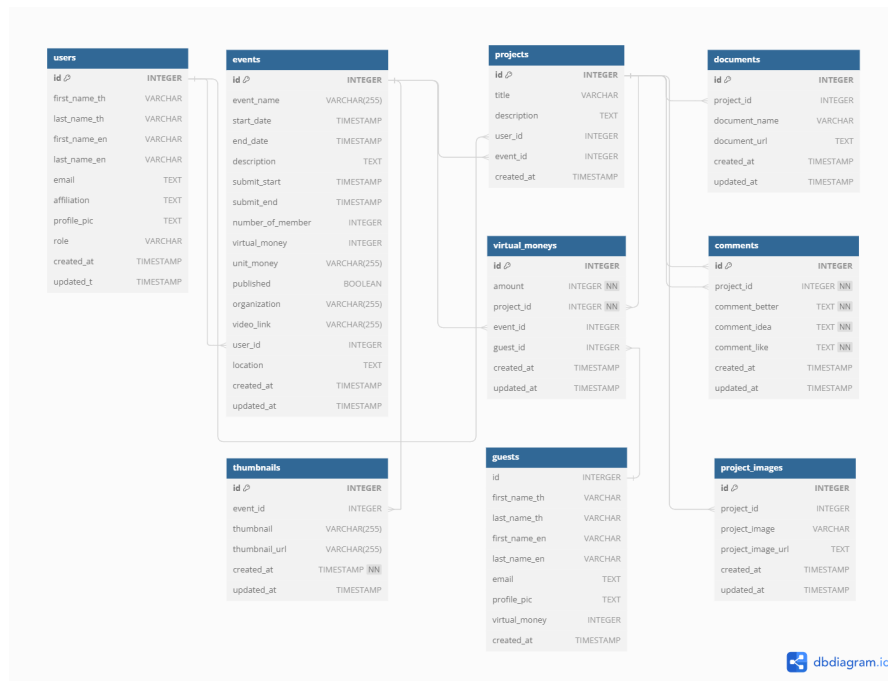 users
id INTEGER
first_name_th VARCHAR
last_name_th VARCHAR
first_name_en VARCHAR
last_name_en VARCHAR
email TEXT
affiliation TEXT
profile_pic TEXT
role VARCHAR
created_at TIMESTAMP
updated_t TIMESTAMP
events
id INTEGER
event_name VARCHAR(255)
start_date TIMESTAMP
end_date TIMESTAMP
description TEXT
submit_start TIMESTAMP
submit_end TIMESTAMP
number_of_member INTEGER
virtual_money INTEGER
unit_money VARCHAR(255)
published BOOLEAN
organization VARCHAR(255)
video_link VARCHAR(255)
user_id INTEGER
location TEXT
created_at TIMESTAMP
updated_at TIMESTAMP
thumbnails
id INTEGER
event_id INTEGER
thumbnail VARCHAR(255)
thumbnail_url VARCHAR(255)
created_at TIMESTAMP NN
updated_at TIMESTAMP
projects
id INTEGER
title VARCHAR
description TEXT
user_id INTEGER
event_id INTEGER
created_at TIMESTAMP
virtual_moneys
id INTEGER
amount INTEGER NN
project_id INTEGER NN
event_id INTEGER
guest_id INTEGER
created_at TIMESTAMP
updated_at TIMESTAMP
guests
id INTERGER
first_name_th VARCHAR
last_name_th VARCHAR
first_name_en VARCHAR
last_name_en VARCHAR
email TEXT
profile_pic TEXT
virtual_money INTEGER
created_at TIMESTAMP
documents
id INTEGER
project_id INTEGER
document_name VARCHAR
document_url TEXT
created_at TIMESTAMP
updated_at TIMESTAMP
comments
id INTEGER
project_id INTEGER NN
comment_better TEXT NN
comment_idea TEXT NN
comment_like TEXT NN
created_at TIMESTAMP
updated_at TIMESTAMP
project_images
id INTEGER
project_id INTEGER
project_image VARCHAR
project_image_url TEXT
created_at TIMESTAMP
updated_at TIMESTAMP
dbdiagram.io